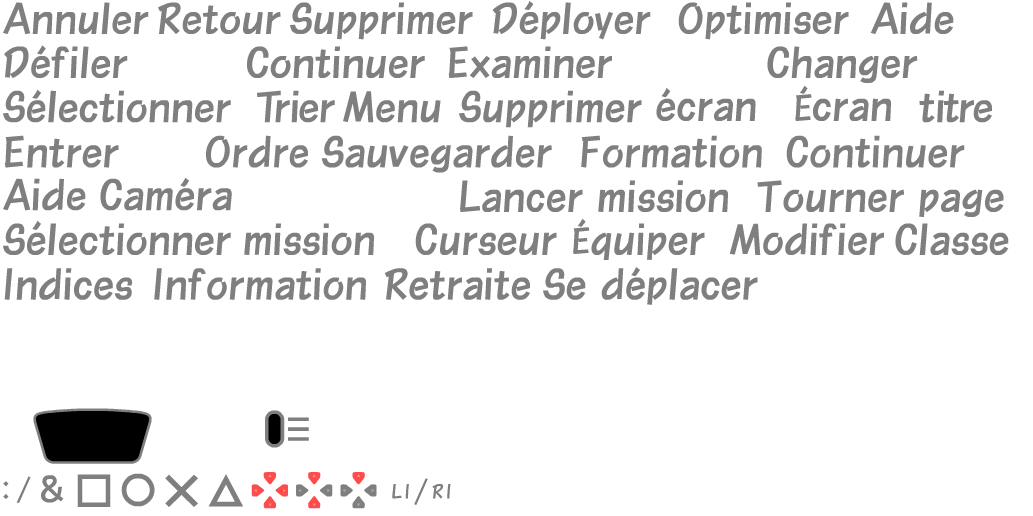 Annuler Retour Supprimer Déployer Optimiser Aide
Défiler Continuer Examiner Changer
Sélectionner Trier Menu Supprimer écran Écran titre
Entrer Ordre Sauvegarder Formation Continuer
Aide Caméra Lancer mission Tourner page
Sélectionner mission Curseur Équiper Modifier Classe
Indices Information Retraite Se déplacer
:/ & □ ○ ✕ △ L1/R1